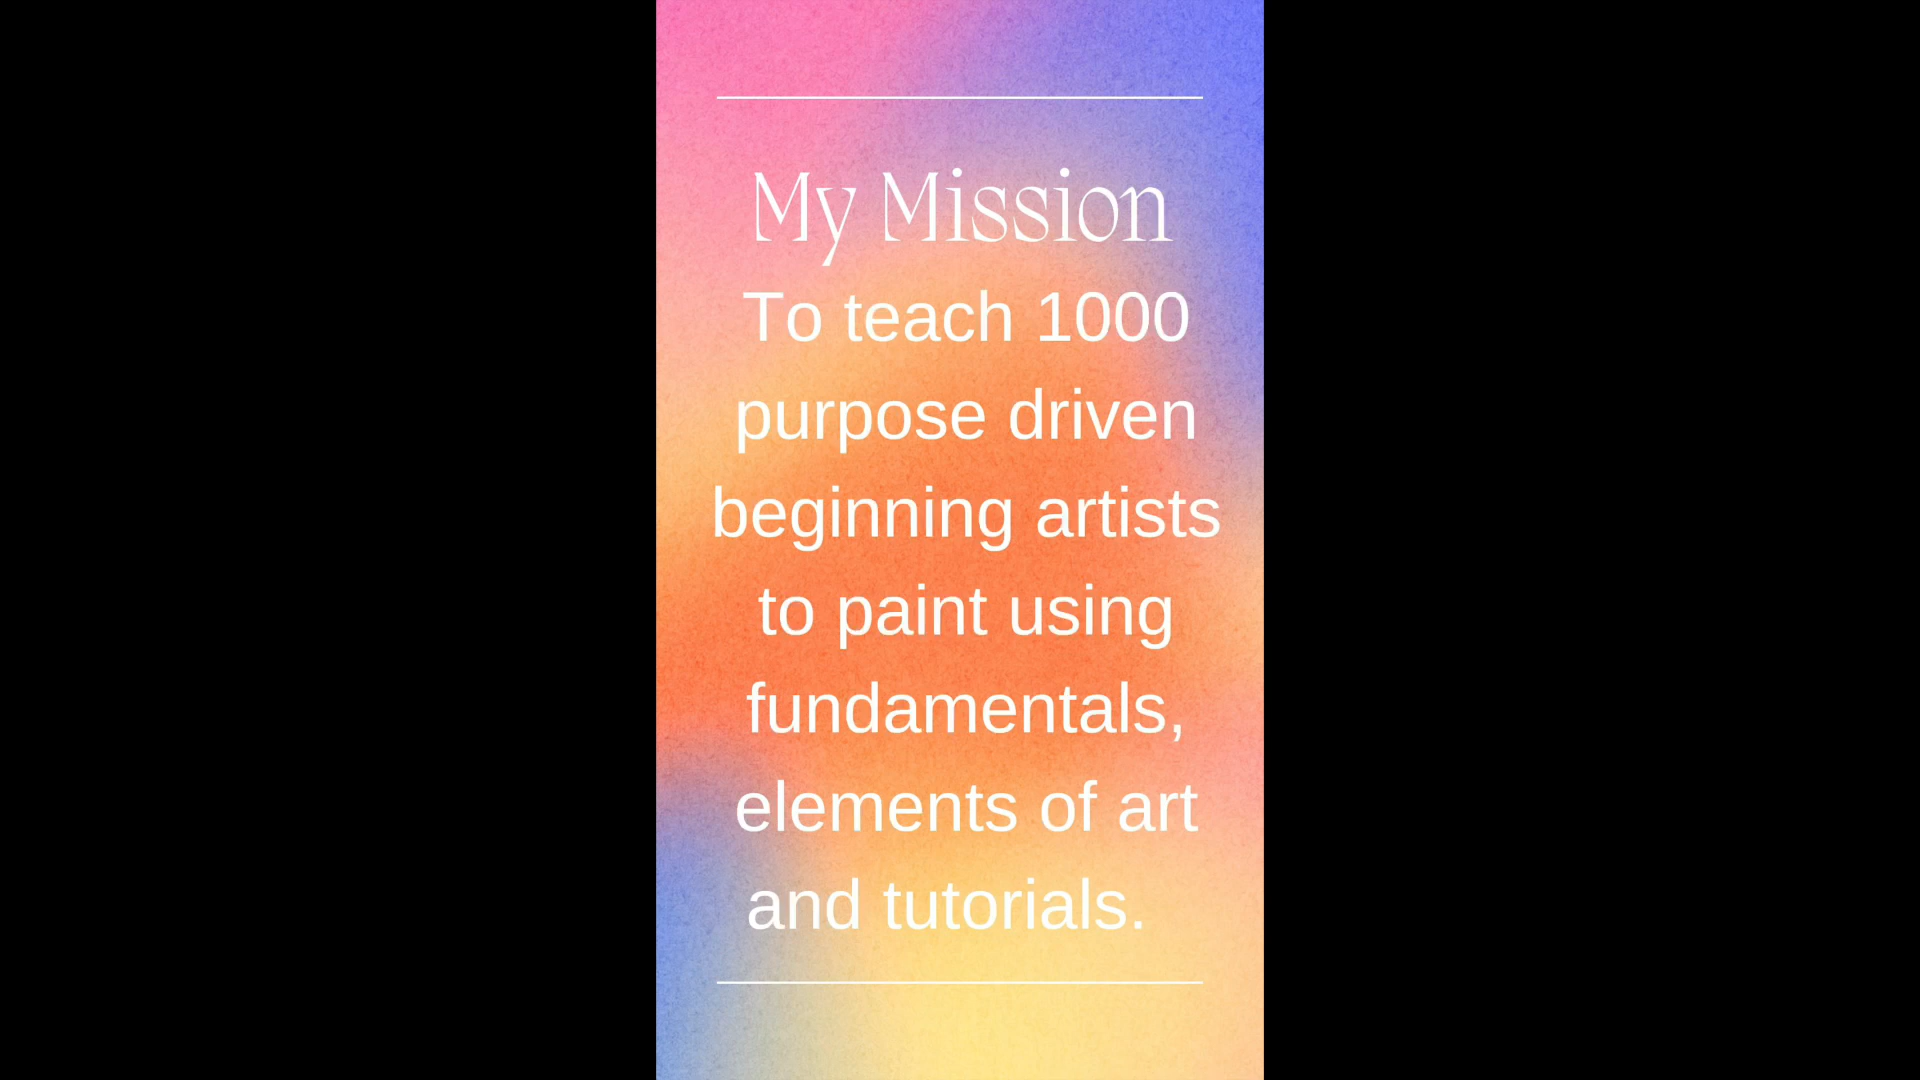 My Mission
To teach 1000
purpose driven
beginning artists
to paint using
fundamentals,
elements of art
and tutorials.